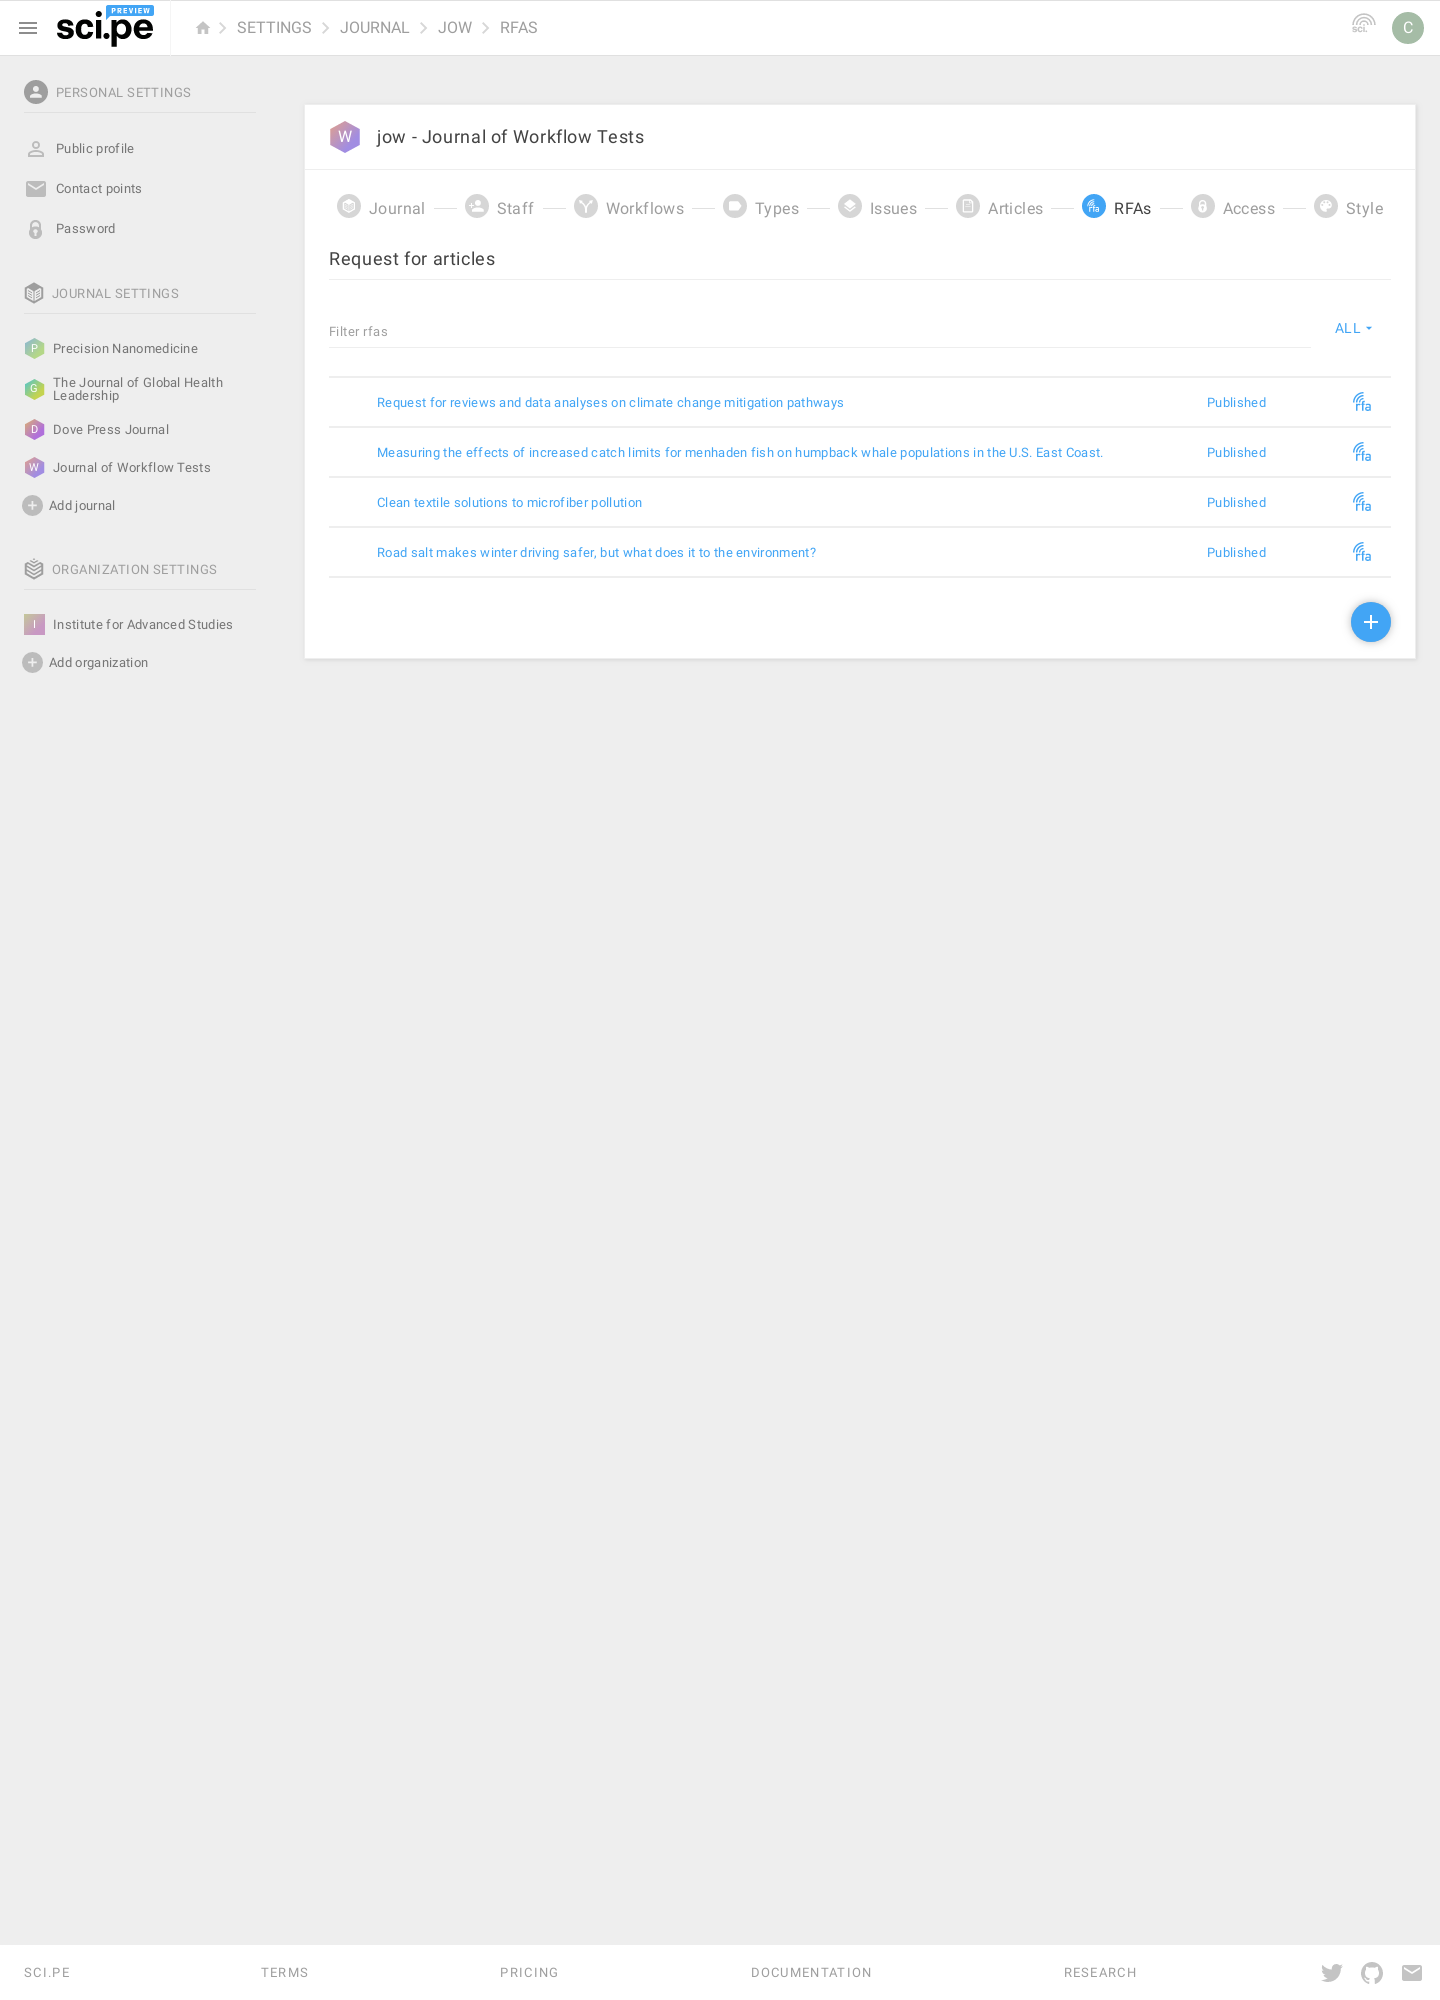 PREVIEW
sci.pe
SETTINGS
JOURNAL
JOW
RFAS
sci.
C
PERSONAL SETTINGS
Public profile
Contact points
Password
JOURNAL SETTINGS
P
Precision Nanomedicine
G
The Journal of Global Health
Leadership
D
Dove Press Journal
W
Journal of Workflow Tests
Add journal
ORGANIZATION SETTINGS
I
Institute for Advanced Studies
Add organization
W
jow - Journal of Workflow Tests
Journal
Staff
Workflows
Types
Issues
Articles
rfa
RFAs
Access
Style
Request for articles
Filter rfas
ALL
Request for reviews and data analyses on climate change mitigation pathways
Published
rfa
Measuring the effects of increased catch limits for menhaden fish on humpback whale populations in the U.S. East Coast.
Published
rfa
Clean textile solutions to microfiber pollution
Published
rfa
Road salt makes winter driving safer, but what does it to the environment?
Published
rfa
SCI.PE
TERMS
PRICING
DOCUMENTATION
RESEARCH